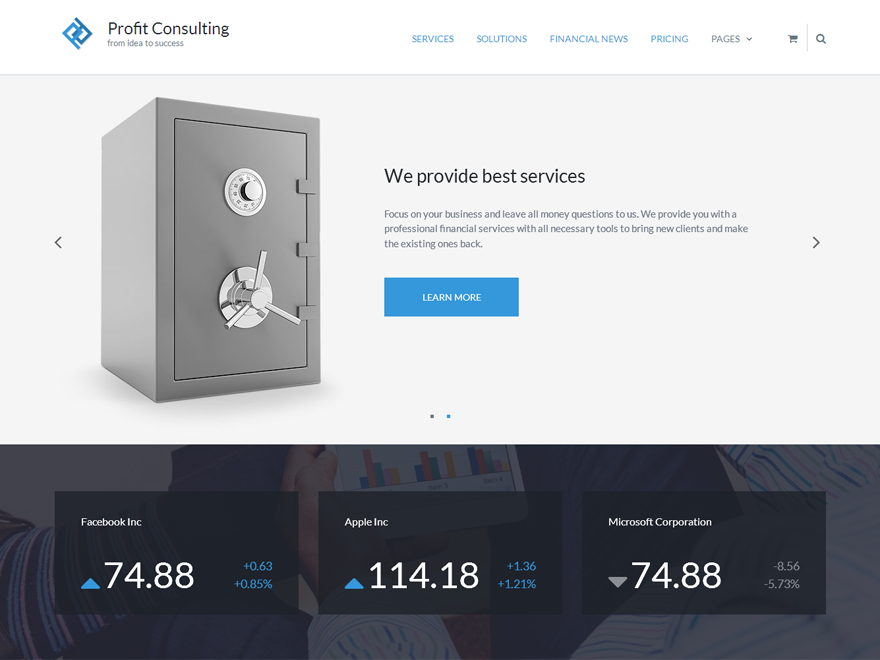 Profit Consulting
from idea to success
SERVICES SOLUTIONS FINANCIAL NEWS PRICING PAGES
We provide best services
Focus on your business and leave all money questions to us. We provide you with a
professional financial services with all necessary tools to bring new clients and make
the existing ones back.
LEARN MORE
Facebook Inc
74.88
+0.63
+0.85%
Apple Inc
114.18
+1.36
+1.21%
Microsoft Corporation
74.88
-8.56
-5.73%